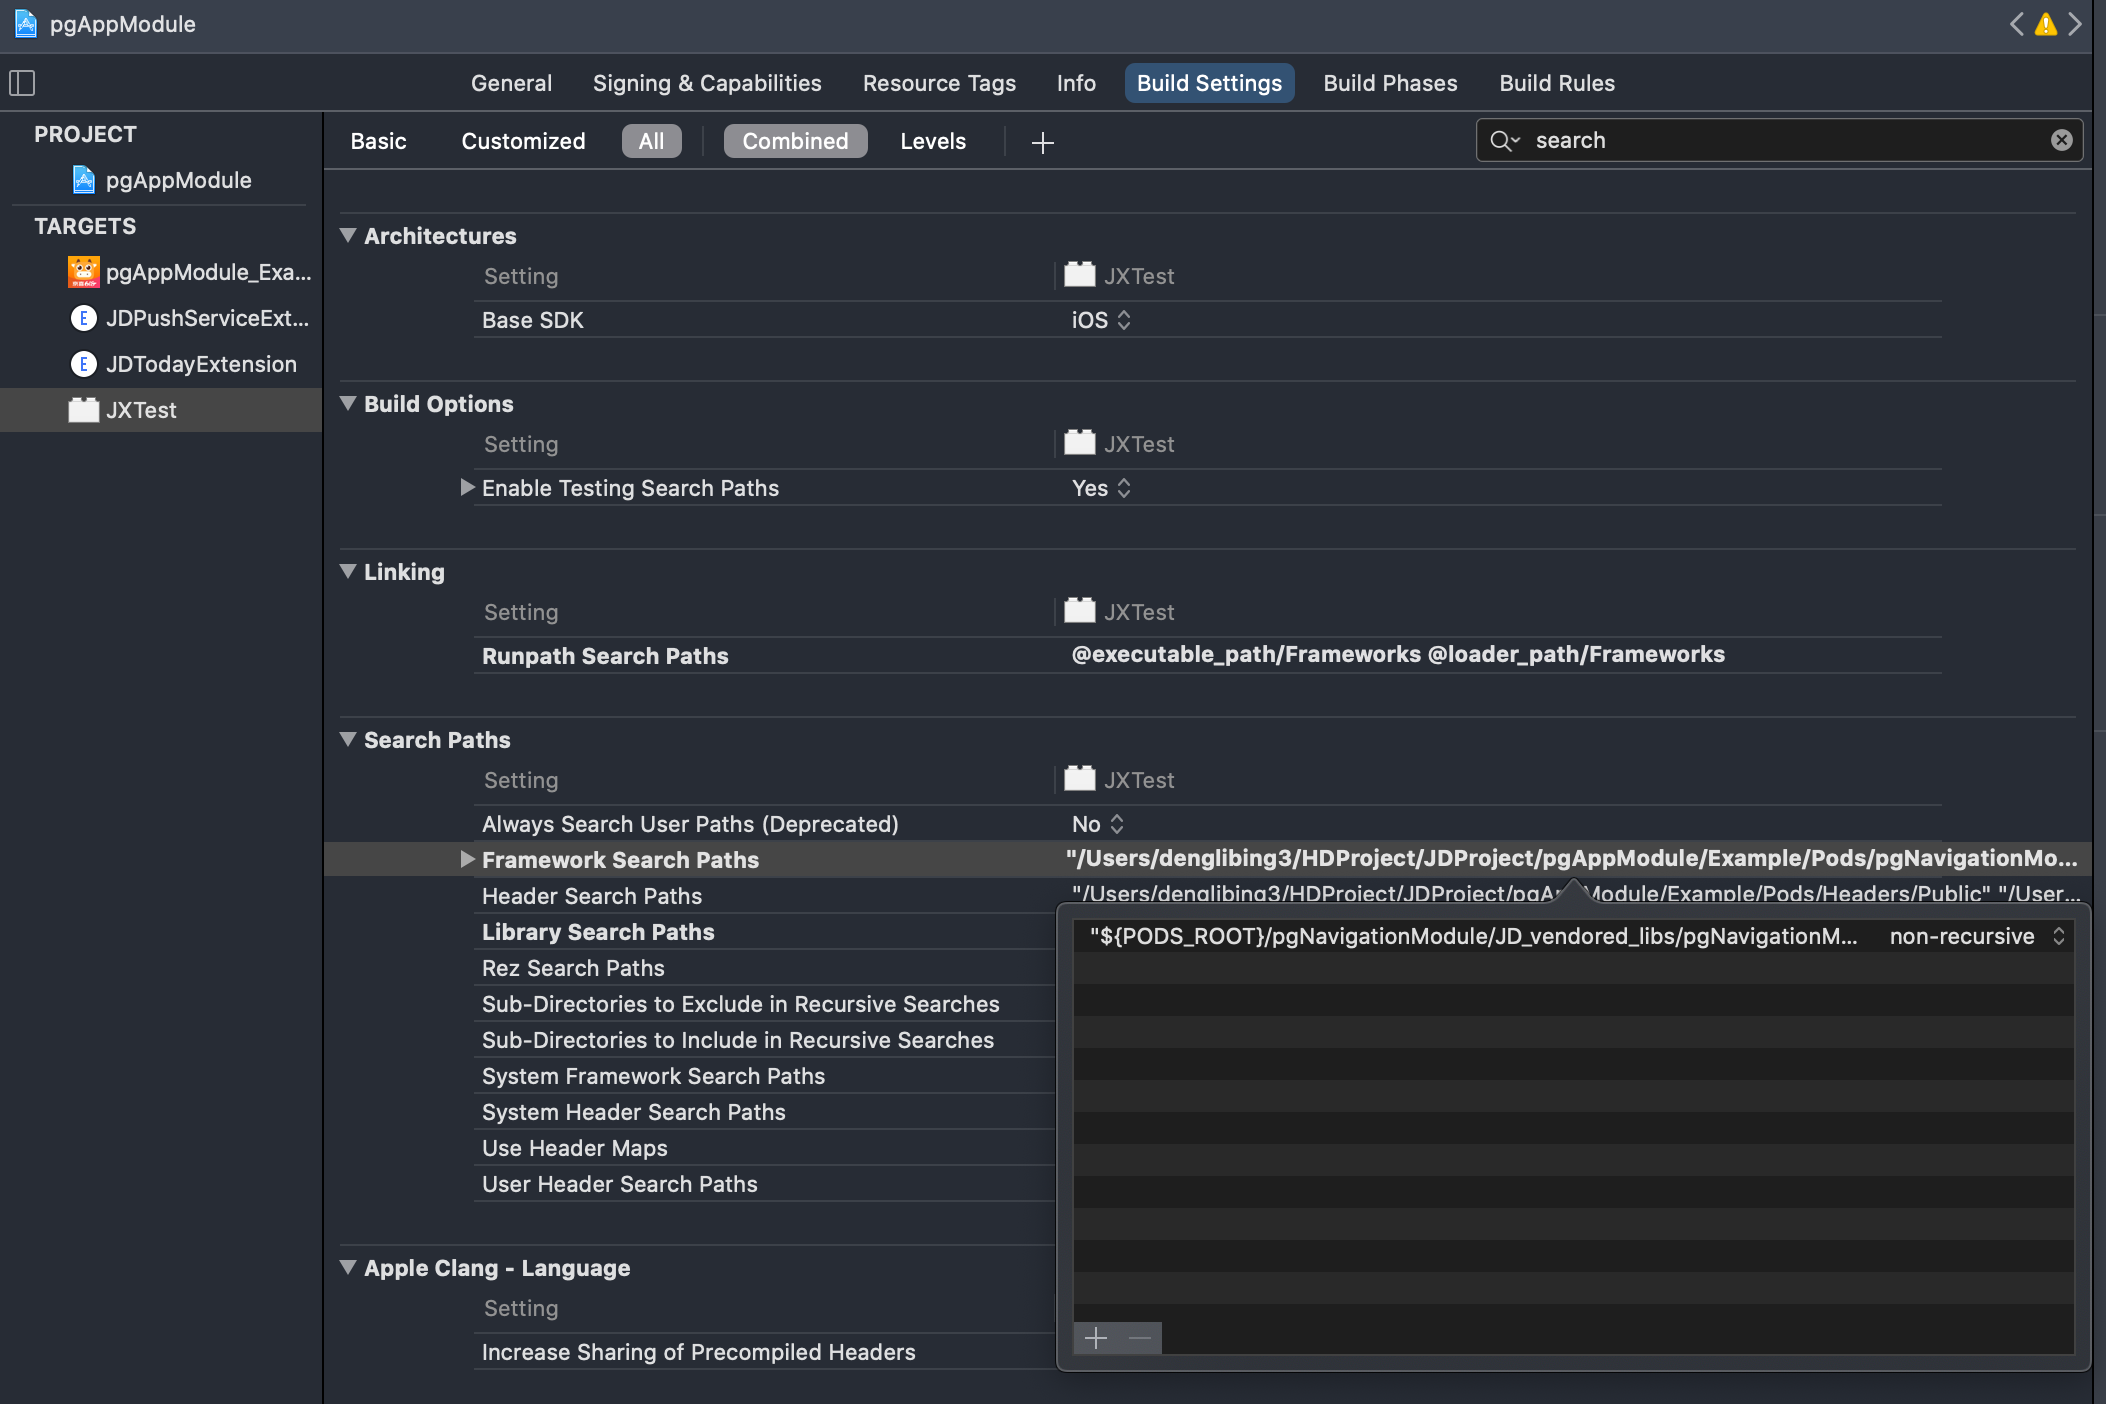 pgAppModule
General Signing & Capabilities Resource Tags Info Build Settings Build Phases Build Rules
PROJECT
pgAppModule
TARGETS
pgAppModule_Exa...
JDPushServiceExt...
JDTodayExtension
JXTest
Basic Customized All Combined Levels search
Architectures
Setting JXTest
Base SDK iOS
Build Options
Setting JXTest
Enable Testing Search Paths Yes
Linking
Setting JXTest
Runpath Search Paths @executable_path/Frameworks @loader_path/Frameworks
Search Paths
Setting JXTest
Always Search User Paths (Deprecated) No
Framework Search Paths "/Users/denglibing3/HDProject/JDProject/pgAppModule/Example/Pods/pgNavigationMo...
Header Search Paths "/Users/denglibing3/HDProject/JDProject/pgAppModule/Example/Pods/Headers/Public" "/User...
Library Search Paths
Rez Search Paths
Sub-Directories to Exclude in Recursive Searches
Sub-Directories to Include in Recursive Searches
System Framework Search Paths
System Header Search Paths
Use Header Maps
User Header Search Paths
"${PODS_ROOT}/pgNavigationModule/JD_vendored_libs/pgNavigationM... non-recursive
Apple Clang - Language
Setting
Increase Sharing of Precompiled Headers